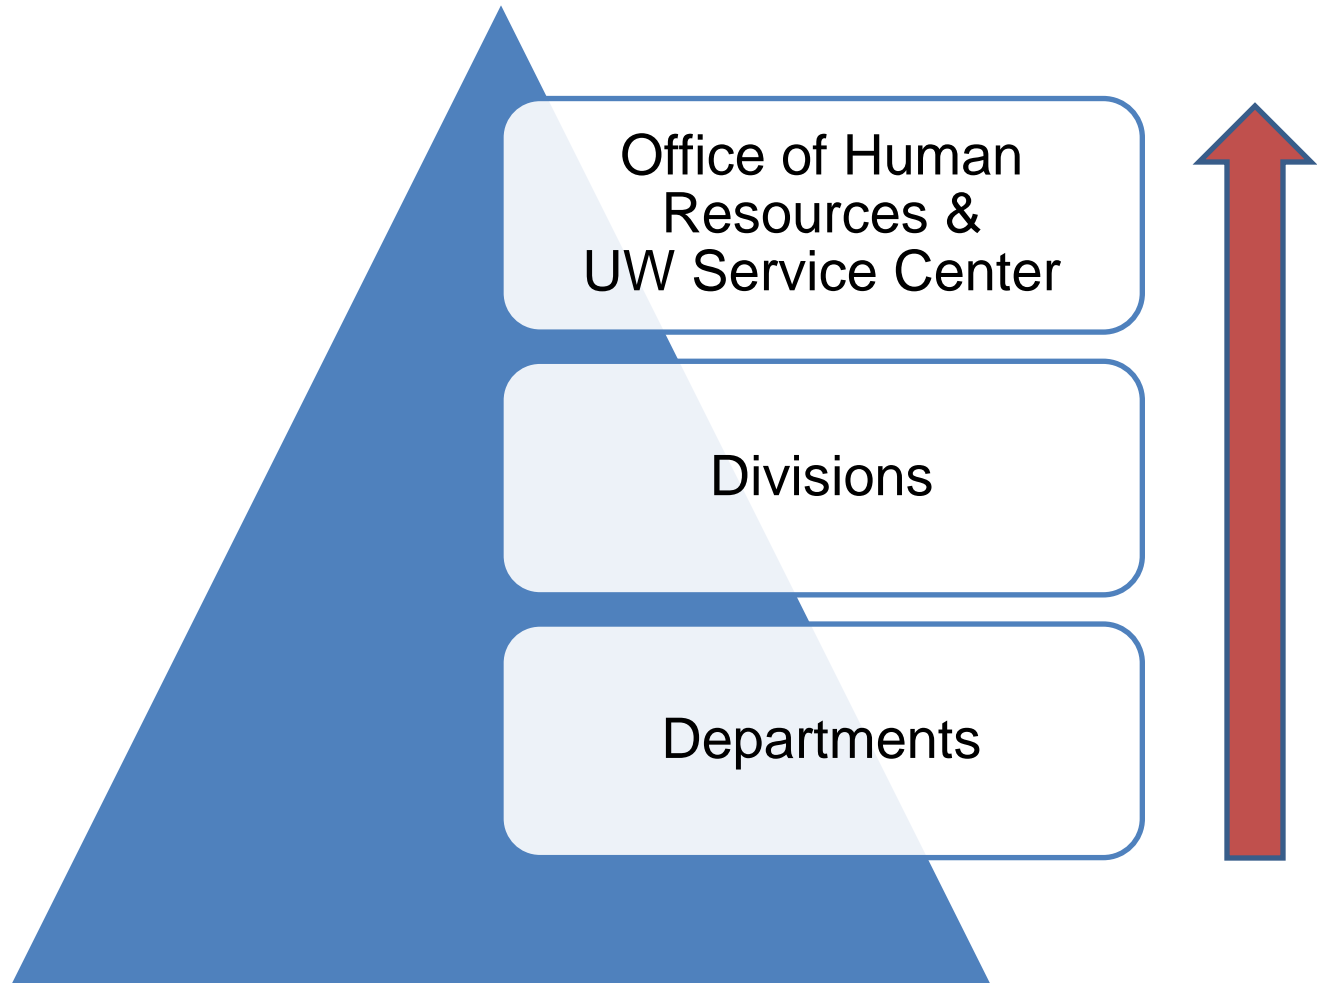 Office of Human
Resources &
UW Service Center
Divisions
Departments